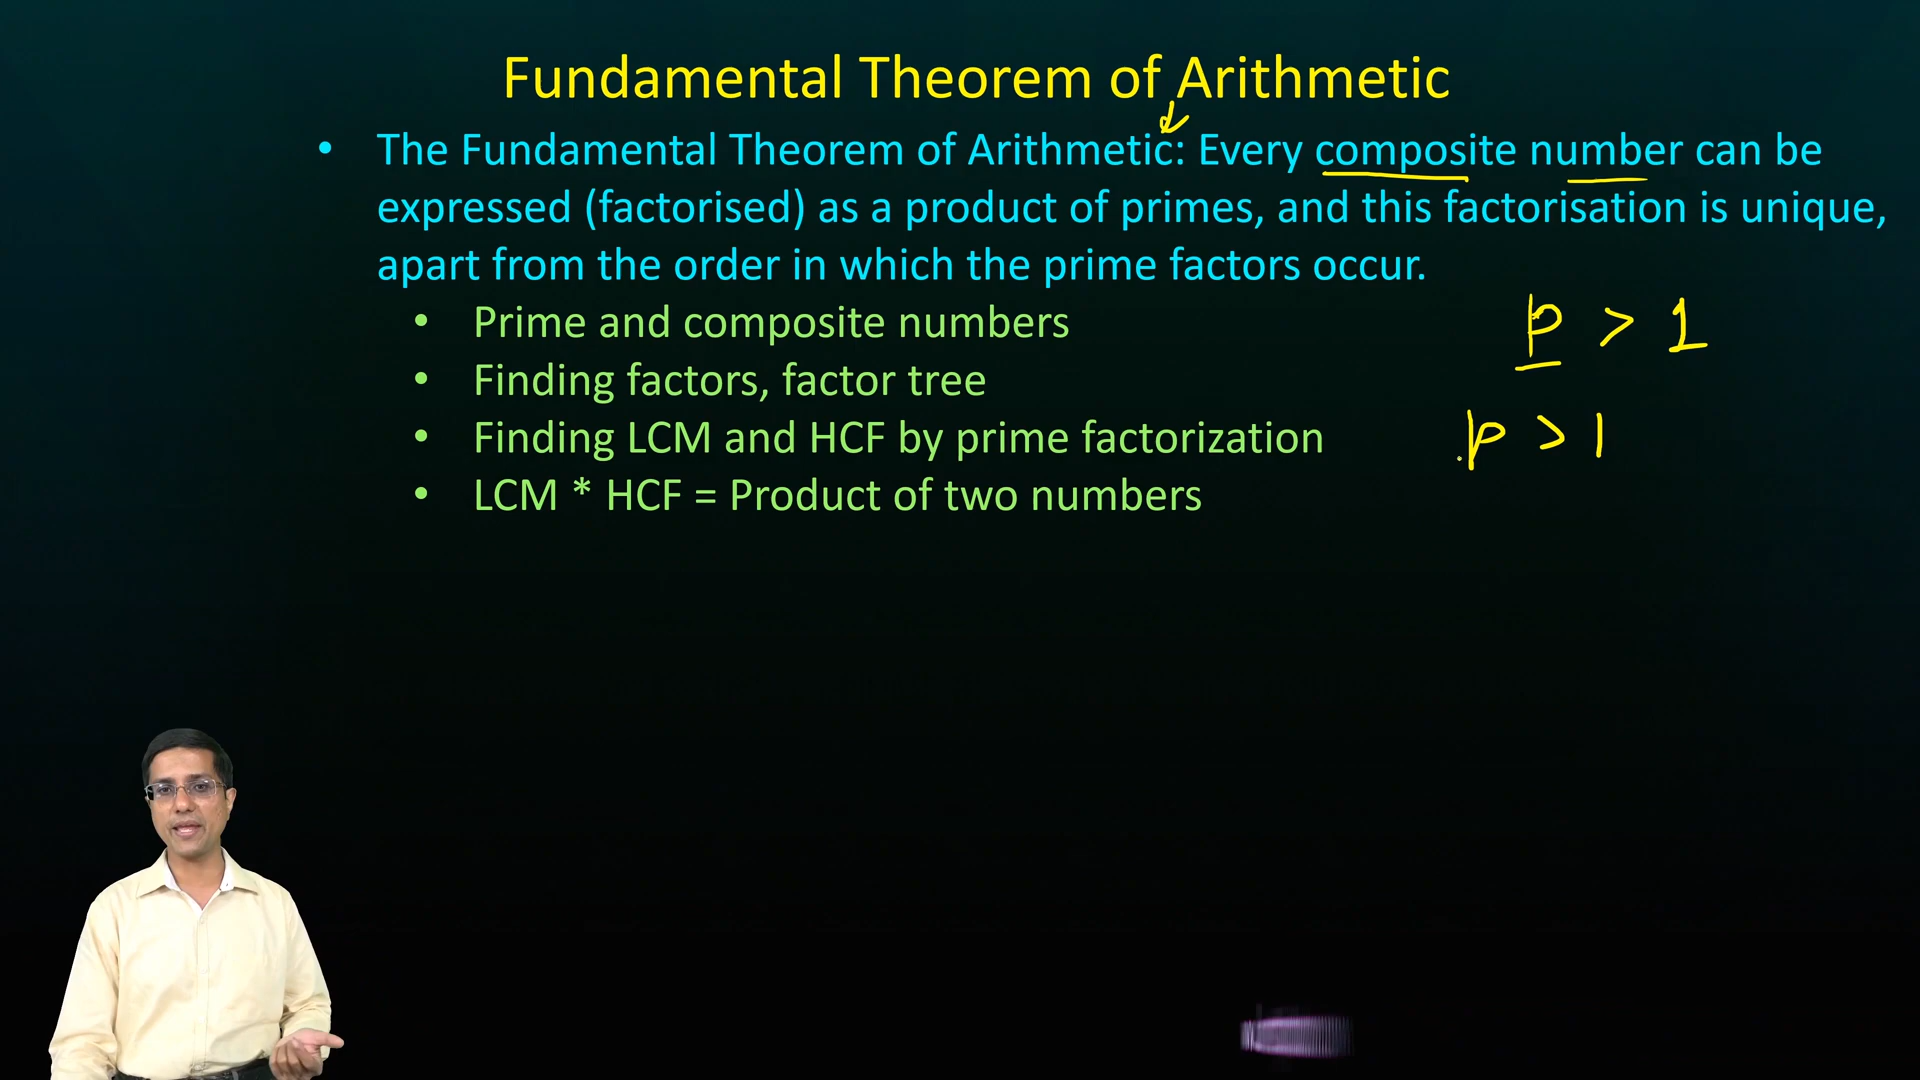 Fundamental Theorem of Arithmetic
• The Fundamental Theorem of Arithmetic: Every composite number can be
expressed (factorised) as a product of primes, and this factorisation is unique,
apart from the order in which the prime factors occur.
• Prime and composite numbers
p > 1
• Finding factors, factor tree
• Finding LCM and HCF by prime factorization
p > 1
• LCM * HCF = Product of two numbers